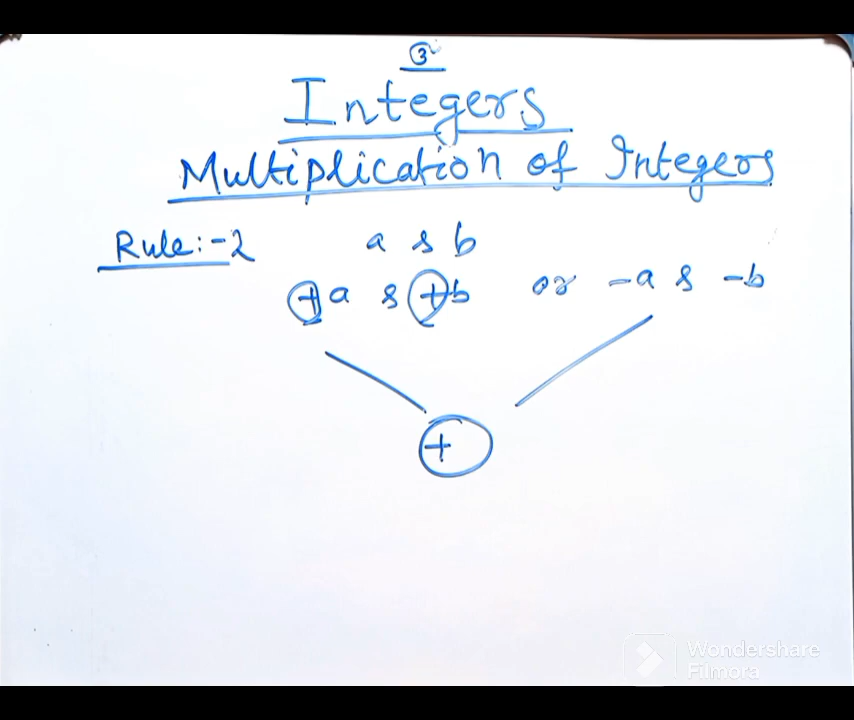 3
Integers
Multiplication of Integers
Rule:-2 a & b
+a & +b or -a & -b
+
Wondershare
Filmora